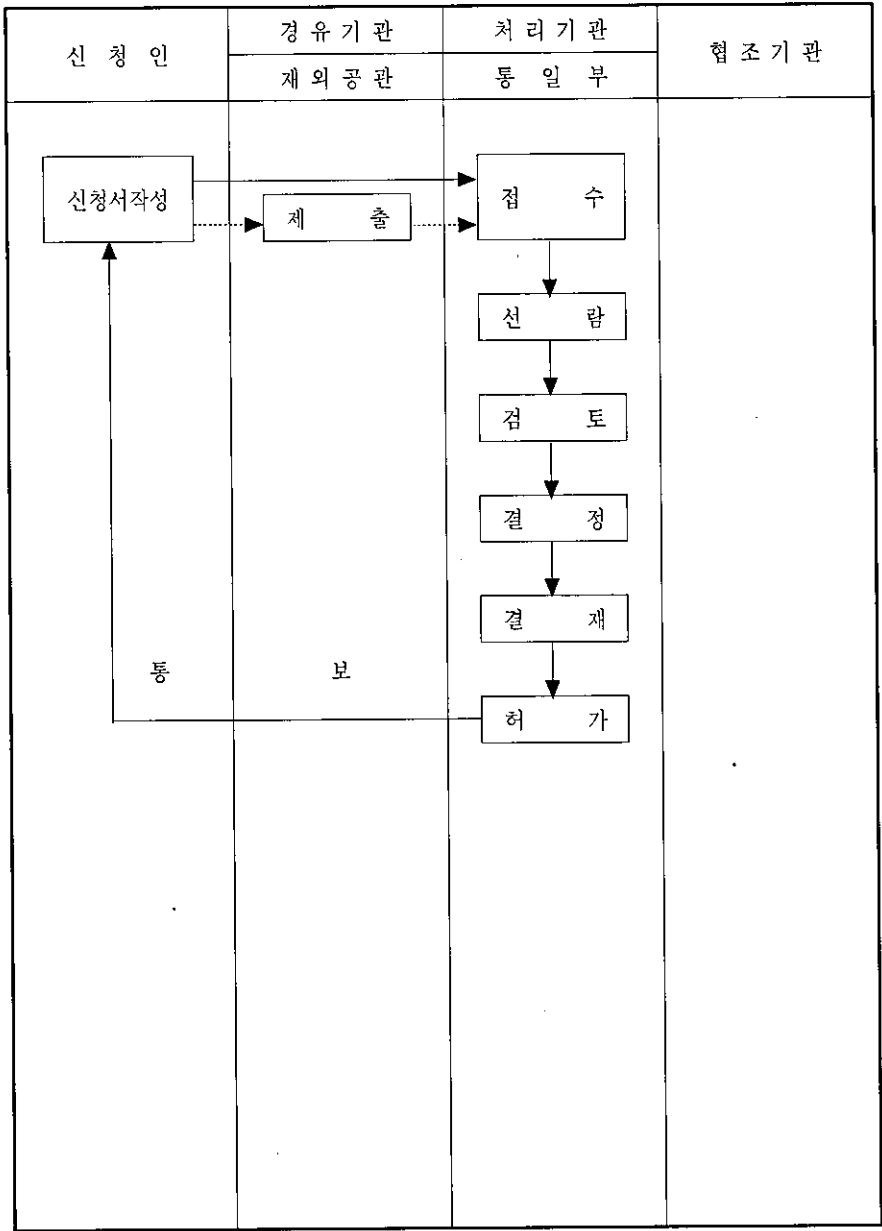 신 청 인
경 유 기 관
처 리 기 관
협 조 기 관
재 외 공 관
통 일 부
신청서작성
제 출
접 수
선 람
검 토
결 정
결 재
통 보
허 가